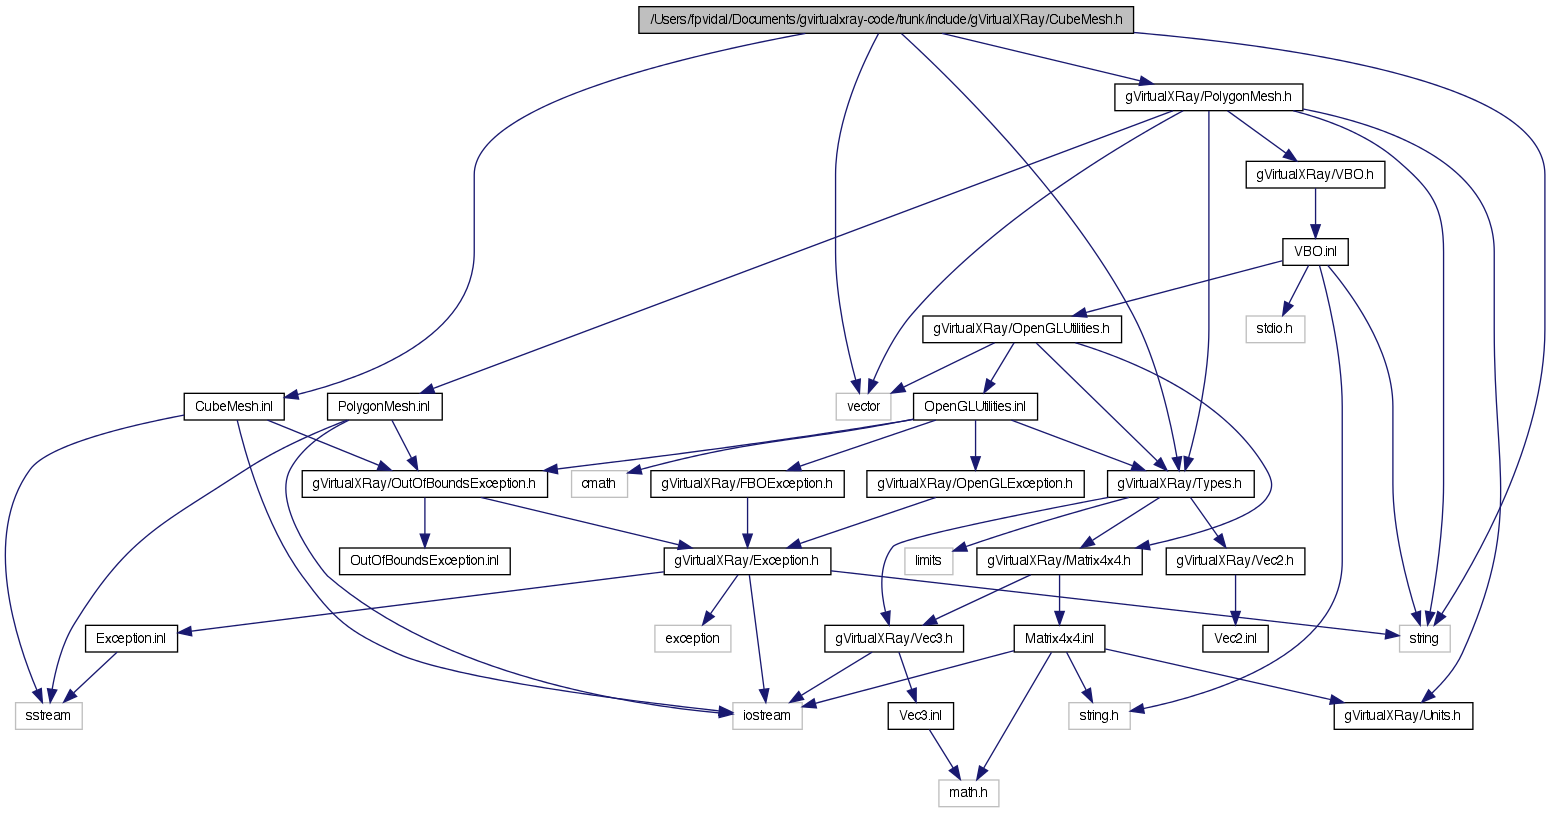 /Users/fpvidal/Documents/gvirtualxray-code/trunk/include/gVirtualXRay/CubeMesh.h
gVirtualXRay/PolygonMesh.h
gVirtualXRay/VBO.h
VBO.inl
gVirtualXRay/OpenGLUtilities.h
stdio.h
CubeMesh.inl
PolygonMesh.inl
vector
OpenGLUtilities.inl
gVirtualXRay/OutOfBoundsException.h
cmath
gVirtualXRay/FBOException.h
gVirtualXRay/OpenGLException.h
gVirtualXRay/Types.h
OutOfBoundsException.inl
gVirtualXRay/Exception.h
limits
gVirtualXRay/Matrix4x4.h
gVirtualXRay/Vec2.h
Exception.inl
exception
gVirtualXRay/Vec3.h
Matrix4x4.inl
Vec2.inl
string
sstream
iostream
Vec3.inl
string.h
gVirtualXRay/Units.h
math.h